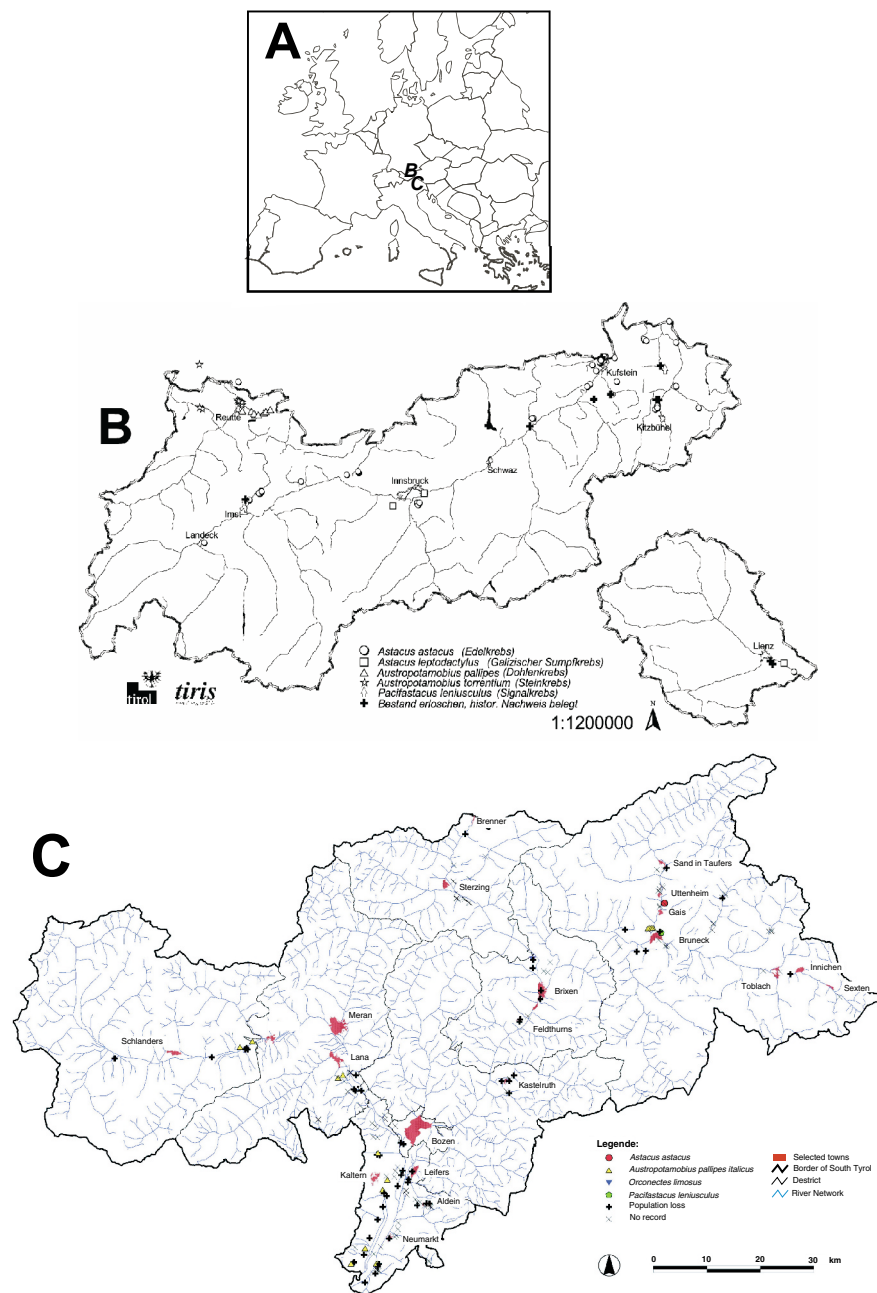 A
B
C
B
Reutte
Kufstein
Kitzbühel
Schwaz
Innsbruck
Imst
Landeck
Lienz
Astacus astacus (Edelkrebs)
Astacus leptodactylus (Galizischer Sumpfkrebs)
Austropotamobius pallipes (Dohlenkrebs)
Austropotamobius torrentium (Steinkrebs)
Pacifastacus leniusculus (Signalkrebs)
Bestand erloschen, histor. Nachweis belegt
tirol
tiris
1:1200000
N
C
Brenner
Sterzing
Sand in Taufers
Uttenheim
Gais
Bruneck
Innichen
Toblach
Sexten
Brixen
Feldthurns
Meran
Schlanders
Lana
Kastelruth
Bozen
Kaltern
Leifers
Aldein
Neumarkt
Legende:
Astacus astacus
Austropotamobius pallipes italicus
Orconectes limosus
Pacifastacus leniusculus
Population loss
No record
Selected towns
Border of South Tyrol
Destrict
River Network
0 10 20 30 km